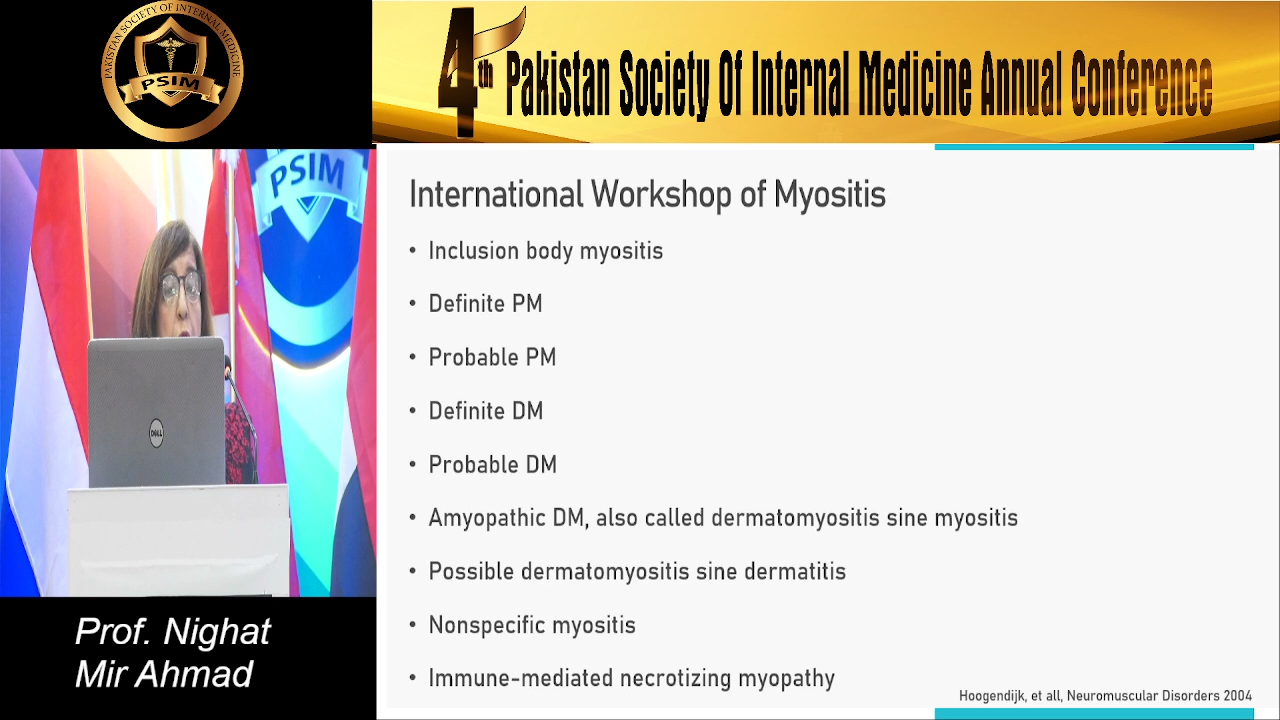 PAKISTAN SOCIETY OF INTERNAL MEDICINE
PSIM
4th Pakistan Society Of Internal Medicine Annual Conference
PSIM
DELL
International Workshop of Myositis
• Inclusion body myositis
• Definite PM
• Probable PM
• Definite DM
• Probable DM
• Amyopathic DM, also called dermatomyositis sine myositis
• Possible dermatomyositis sine dermatitis
• Nonspecific myositis
• Immune-mediated necrotizing myopathy
Hoogendijk, et all, Neuromuscular Disorders 2004
Prof. Nighat
Mir Ahmad